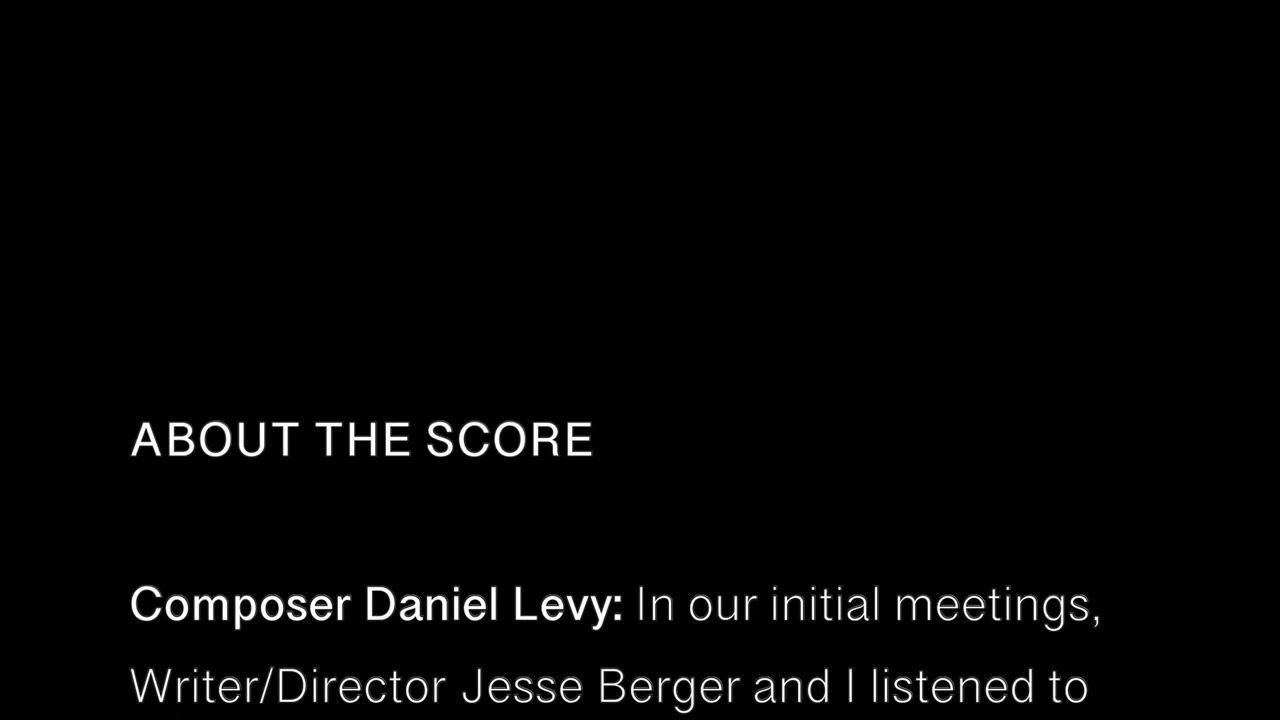 ABOUT THE SCORE
Composer Daniel Levy: In our initial meetings,
Writer/Director Jesse Berger and I listened to